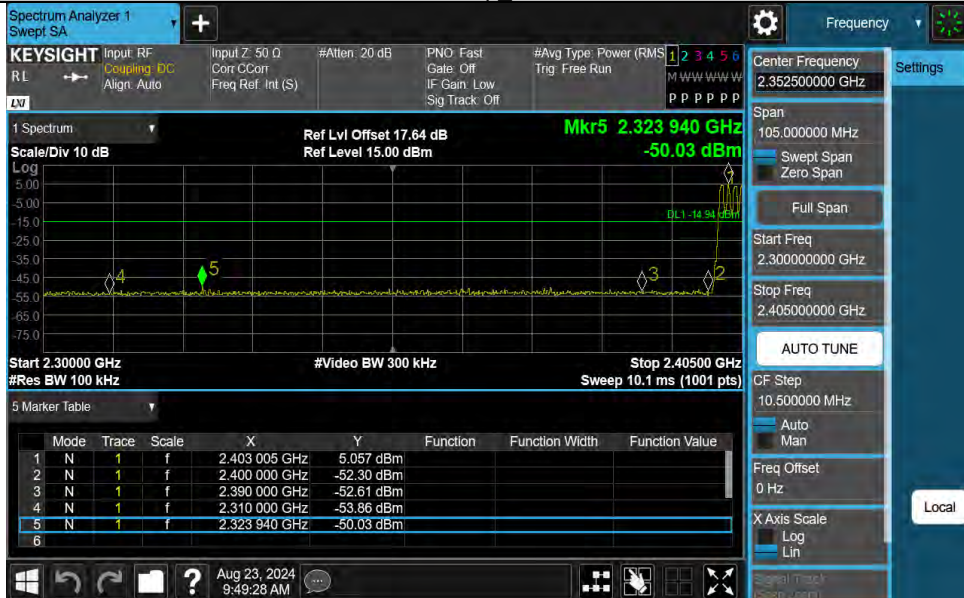 Spectrum Analyzer 1
Swept SA
+
Frequency
KEYSIGHT
RL
LXI
Input: RF
Coupling: DC
Align: Auto
Input Z: 50 Ω
Corr CCorr
Freq Ref: Int (S)
#Atten: 20 dB
PNO: Fast
Gate: Off
IF Gain: Low
Sig Track: Off
#Avg Type: Power (RMS
Trig: Free Run
1 2 3 4 5 6
M W W W W W
P P P P P P
1 Spectrum
Scale/Div 10 dB
Ref Lvl Offset 17.64 dB
Ref Level 15.00 dBm
Mkr5 2.323 940 GHz
-50.03 dBm
Log
5.00
-5.00
-15.0
-25.0
-35.0
-45.0
-55.0
-65.0
-75.0
DL1 -14.94 dBm
4
5
3
2
Start 2.30000 GHz
#Res BW 100 kHz
#Video BW 300 kHz
Stop 2.40500 GHz
Sweep 10.1 ms (1001 pts)
5 Marker Table
Mode Trace Scale X Y Function Function Width Function Value
1 N 1 f 2.403 005 GHz 5.057 dBm
2 N 1 f 2.400 000 GHz -52.30 dBm
3 N 1 f 2.390 000 GHz -52.61 dBm
4 N 1 f 2.310 000 GHz -53.86 dBm
5 N 1 f 2.323 940 GHz -50.03 dBm
6
?
Aug 23, 2024
9:49:28 AM
Center Frequency
2.352500000 GHz
Settings
Span
105.000000 MHz
Swept Span
Zero Span
Full Span
Start Freq
2.300000000 GHz
Stop Freq
2.405000000 GHz
AUTO TUNE
CF Step
10.500000 MHz
Auto
Man
Freq Offset
0 Hz
Local
X Axis Scale
Log
Lin
Signal Track